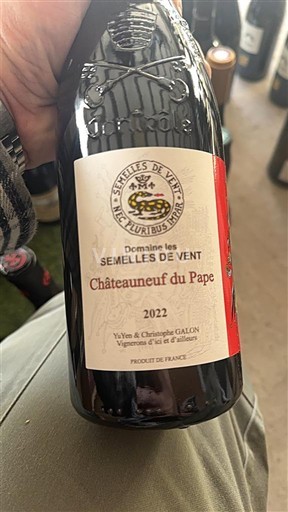 SEMELLES DE VENT
NEC PLURIBUS IMPAR
Domaine les
SEMELLES DE VENT
Châteauneuf du Pape
2022
YuYen & Christophe GALON
Vignerons d'ici et d'ailleurs
PRODUIT DE FRANCE